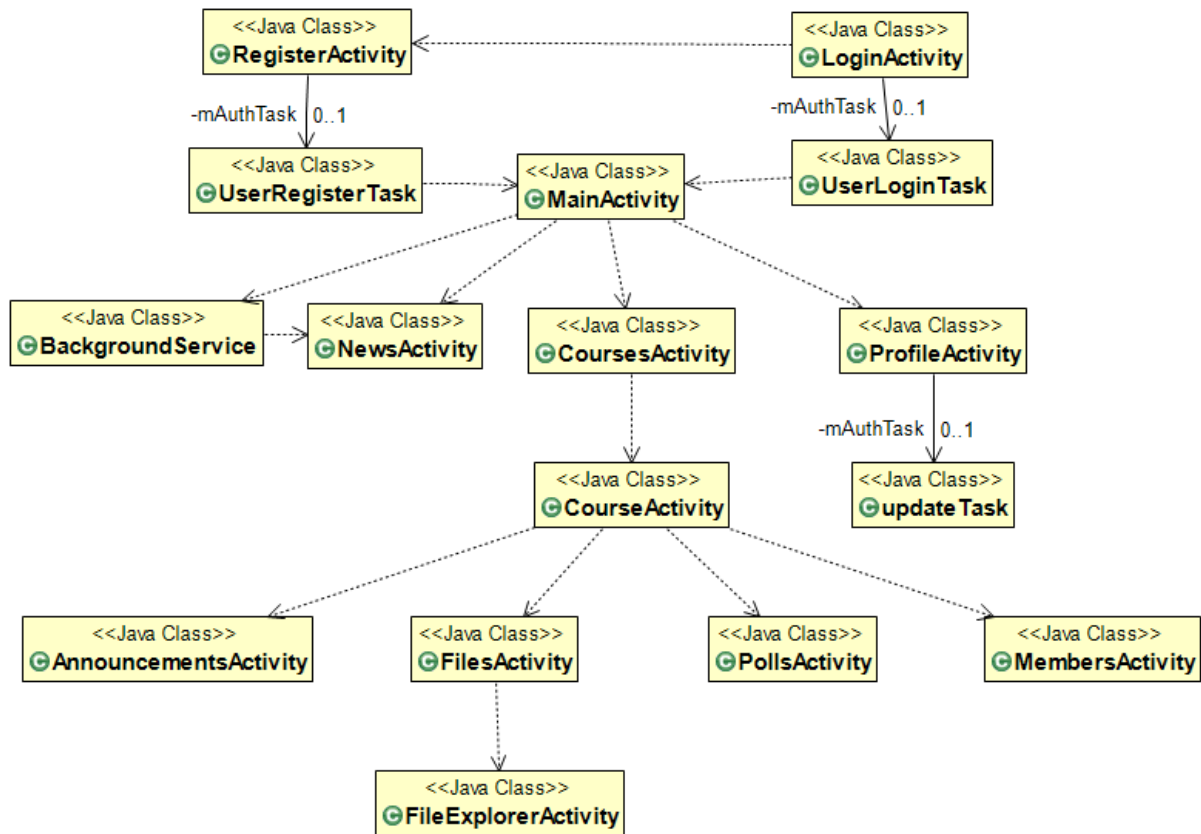 <<Java Class>>
RegisterActivity
<<Java Class>>
LoginActivity
-mAuthTask 0..1
-mAuthTask 0..1
<<Java Class>>
UserRegisterTask
<<Java Class>>
MainActivity
<<Java Class>>
UserLoginTask
<<Java Class>>
BackgroundService
<<Java Class>>
NewsActivity
<<Java Class>>
CoursesActivity
<<Java Class>>
ProfileActivity
-mAuthTask 0..1
<<Java Class>>
CourseActivity
<<Java Class>>
updateTask
<<Java Class>>
AnnouncementsActivity
<<Java Class>>
FilesActivity
<<Java Class>>
PollsActivity
<<Java Class>>
MembersActivity
<<Java Class>>
FileExplorerActivity